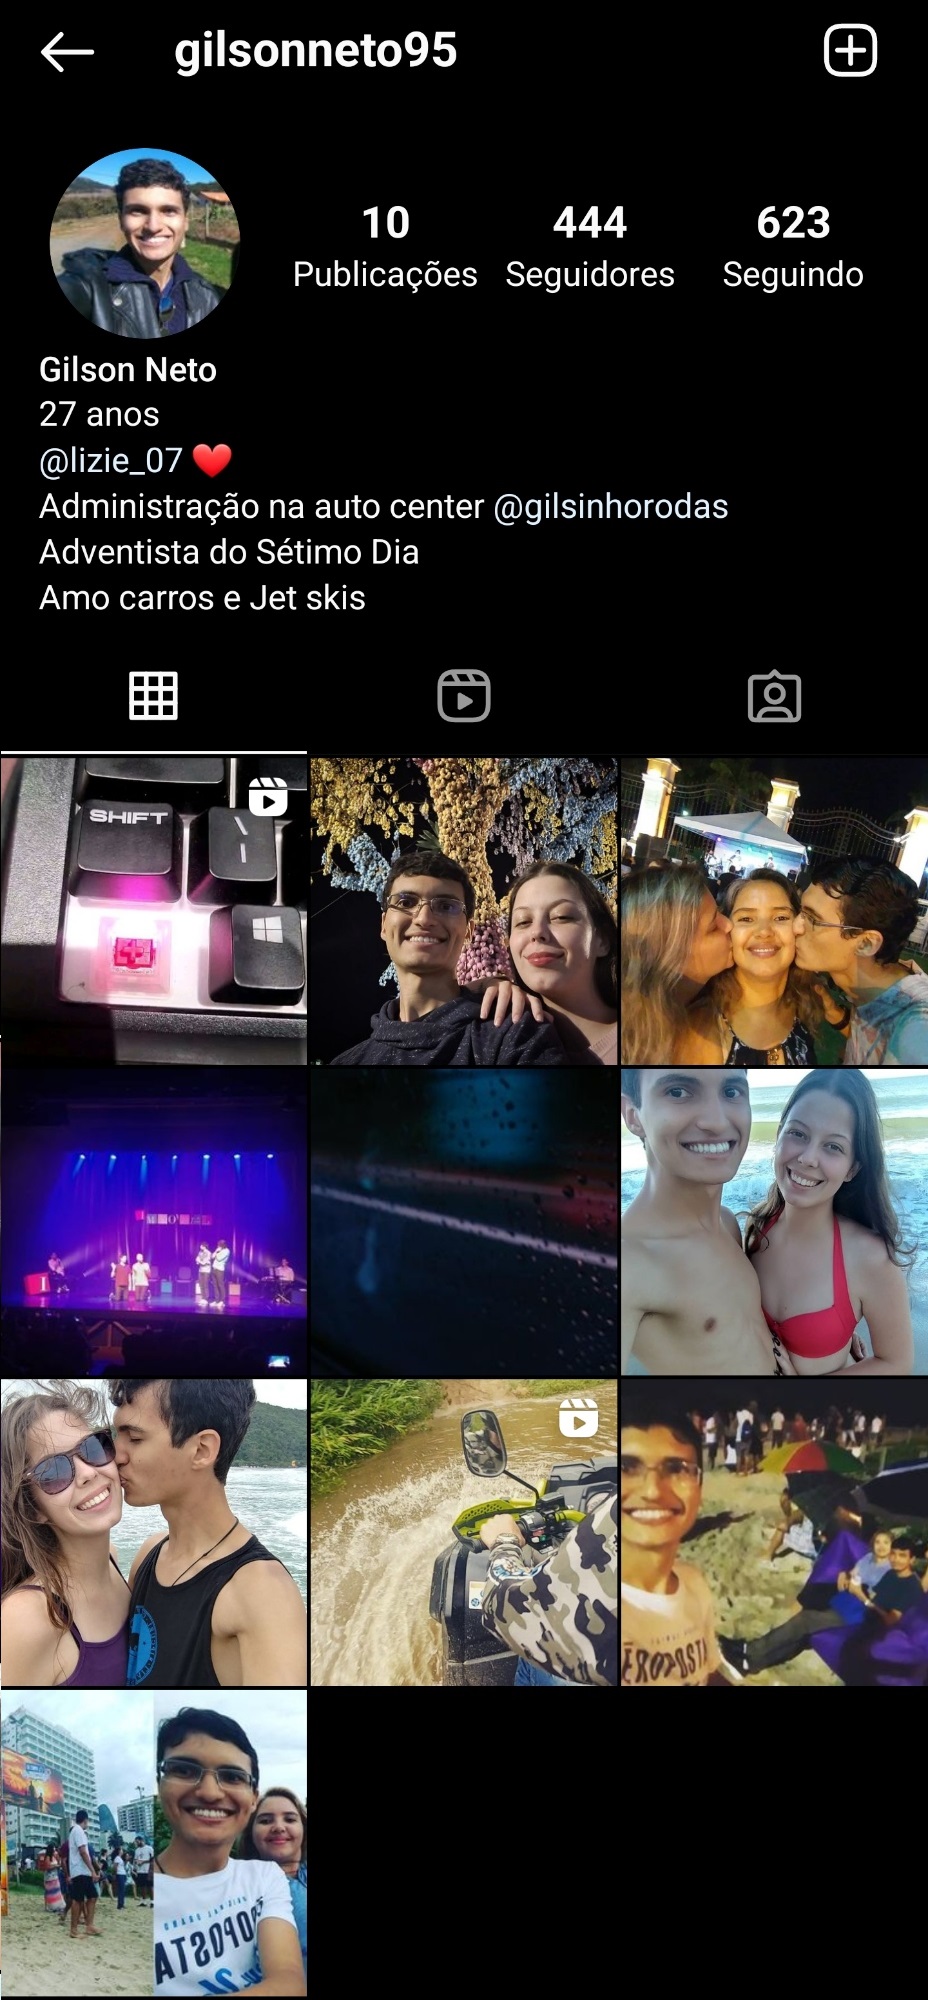 gilsonneto95
10 444 623
Publicações Seguidores Seguindo
Gilson Neto
27 anos
@lizie_07 ❤️
Administração na auto center @gilsinhorodas
Adventista do Sétimo Dia
Amo carros e Jet skis
SHIFT
\
|